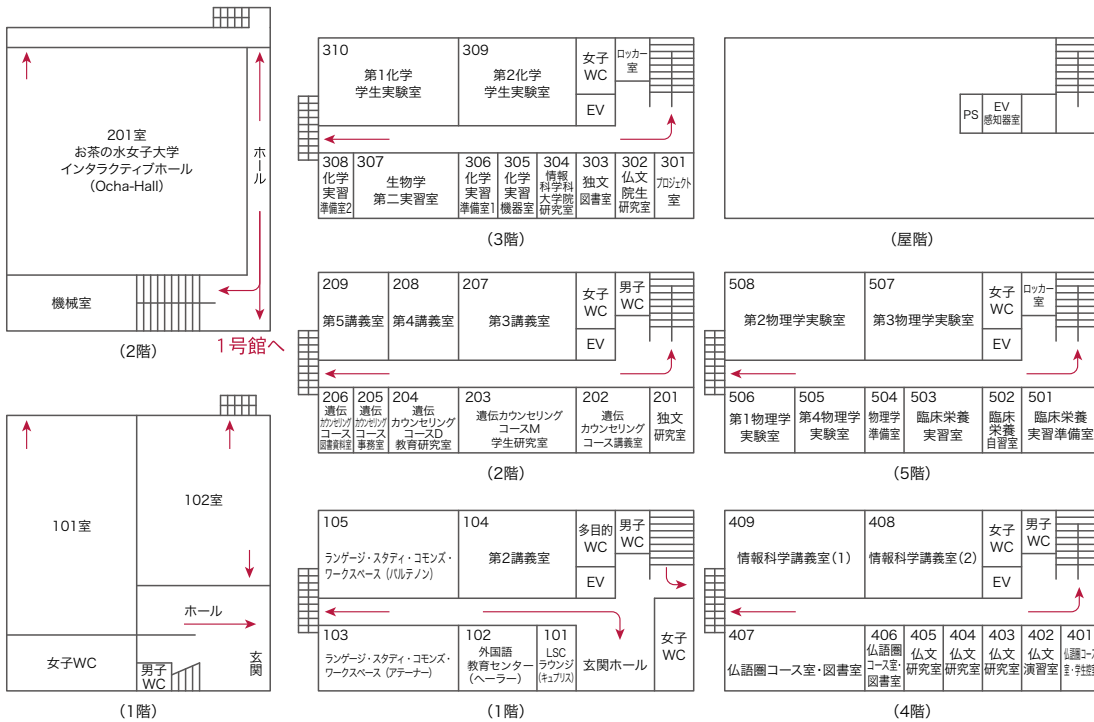 201室
お茶の水女子大学
インタラクティブホール
(Ocha-Hall)
ホール
機械室
(2階)
1号館へ
101室
102室
ホール
女子WC
男子
WC
玄関
(1階)
310
第1化学
学生実験室
309
第2化学
学生実験室
女子
WC
ロッカー
室
EV
308
化学
実習
準備室2
307
生物学
第二実習室
306
化学
実習
準備室1
305
化学
実習
機器室
304
情報
科学科
大学院
研究室
303
独文
図書室
302
仏文
院生
研究室
301
プロジェクト
室
(3階)
209
第5講義室
208
第4講義室
207
第3講義室
女子
WC
男子
WC
EV
206
遺伝
カウンセリング
コース
図書資料室
205
遺伝
カウンセリング
コース
事務室
204
遺伝
カウンセリング
コースD
教育研究室
203
遺伝カウンセリング
コースM
学生研究室
202
遺伝
カウンセリング
コース講義室
201
独文
研究室
(2階)
105
ランゲージ・スタディ・コモンズ・
ワークスペース (パルテノン)
104
第2講義室
多目的
WC
男子
WC
EV
103
ランゲージ・スタディ・コモンズ・
ワークスペース (アテーナー)
102
外国語
教育センター
(ヘーラー)
101
LSC
ラウンジ
(キュプリス)
玄関ホール
女子
WC
(1階)
PS
EV
感知器室
(屋階)
508
第2物理学実験室
507
第3物理学実験室
女子
WC
ロッカー
室
EV
506
第1物理学
実験室
505
第4物理学
実験室
504
物理学
準備室
503
臨床栄養
実習室
502
臨床
栄養
自習室
501
臨床栄養
実習準備室
(5階)
409
情報科学講義室(1)
408
情報科学講義室(2)
女子
WC
男子
WC
EV
407
仏語圏コース室・図書室
406
仏語圏
コース室・
図書室
405
仏文
研究室
404
仏文
研究室
403
仏文
研究室
402
仏文
演習室
401
仏語圏コース
室・学生控室
(4階)